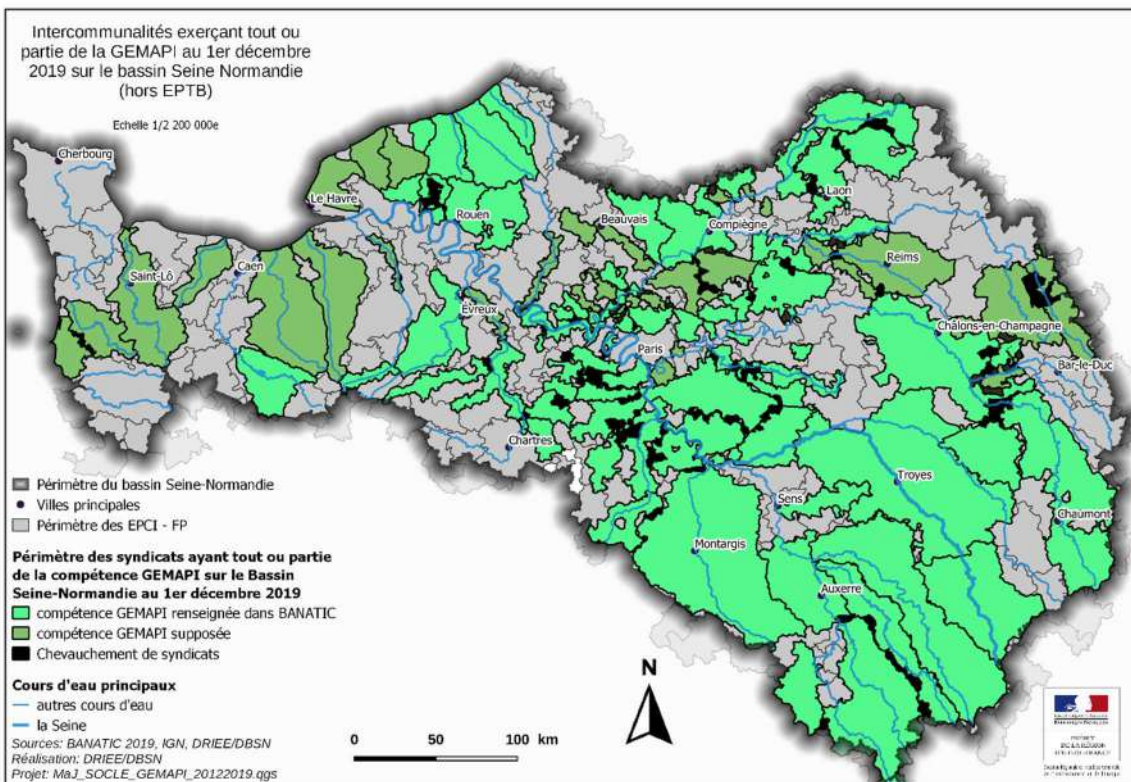 Intercommunalités exerçant tout ou
partie de la GEMAPI au 1er décembre
2019 sur le bassin Seine Normandie
(hors EPTB)
Echelle 1/2 200 000e
Cherbourg
Le Havre
Rouen
Beauvais
Compiègne
Laon
Saint-Lô
Caen
Reims
Evreux
Châlons-en-Champagne
Paris
Bar-le-Duc
Chartres
Troyes
Sens
Chaumont
Montargis
Auxerre
Périmètre du bassin Seine-Normandie
Villes principales
Périmètre des EPCI - FP
Périmètre des syndicats ayant tout ou partie
de la compétence GEMAPI sur le Bassin
Seine-Normandie au 1er décembre 2019
compétence GEMAPI renseignée dans BANATIC
compétence GEMAPI supposée
Chevauchement de syndicats
Cours d'eau principaux
autres cours d'eau
la Seine
Sources: BANATIC 2019, IGN, DRIEE/DBSN
Réalisation: DRIEE/DBSN
Projet: MaJ_SOCLE_GEMAPI_20122019.qgs
0 50 100 km
N
PRÉFET
DE LA RÉGION